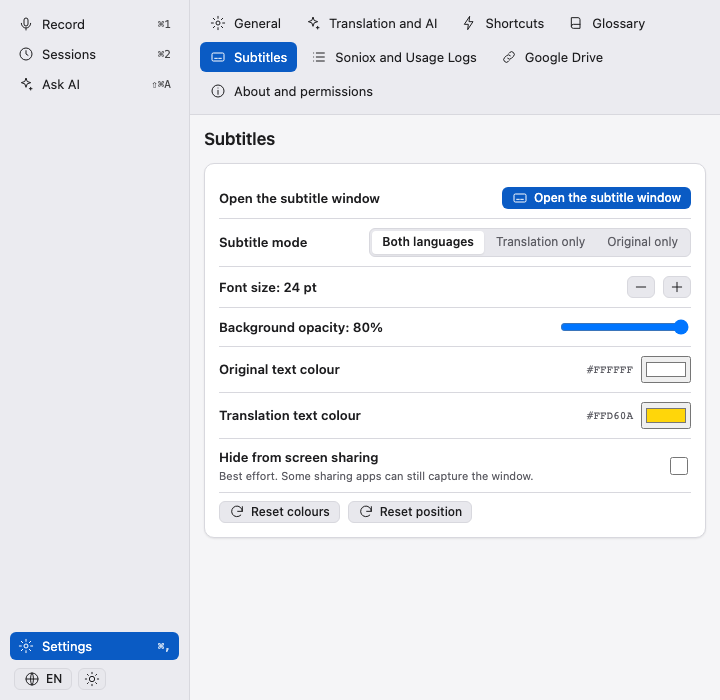 Record ⌘1
Sessions ⌘2
Ask AI ⇧⌘A
General Translation and AI Shortcuts Glossary
Subtitles Soniox and Usage Logs Google Drive
About and permissions
Subtitles
Open the subtitle window Open the subtitle window
Subtitle mode Both languages Translation only Original only
Font size: 24 pt
Background opacity: 80%
Original text colour #FFFFFF
Translation text colour #FFD60A
Hide from screen sharing
Best effort. Some sharing apps can still capture the window.
Reset colours Reset position
Settings ⌘,
EN